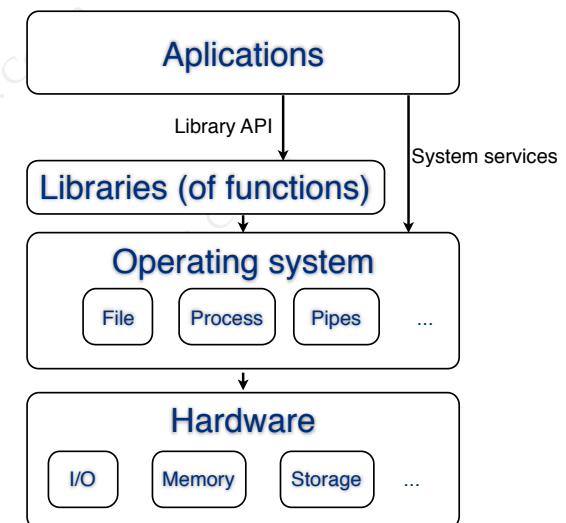 Aplications
Library API
System services
Libraries (of functions)
Operating system
File Process Pipes ...
Hardware
I/O Memory Storage ...